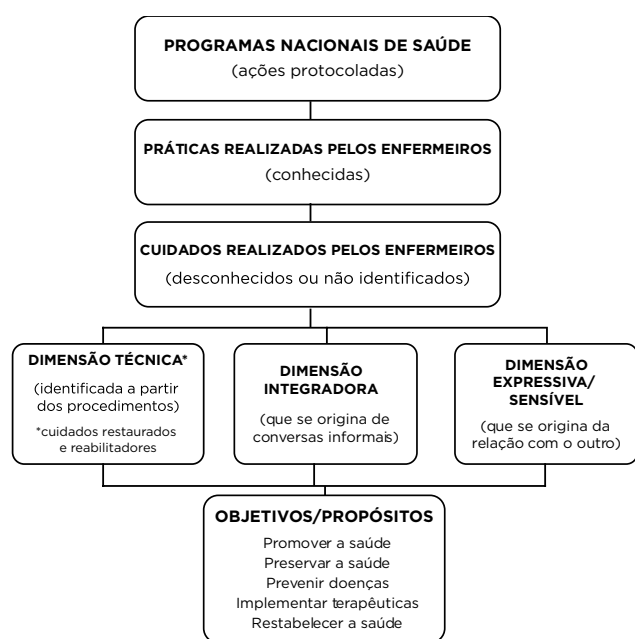 PROGRAMAS NACIONAIS DE SAÚDE
(ações protocoladas)
PRÁTICAS REALIZADAS PELOS ENFERMEIROS
(conhecidas)
CUIDADOS REALIZADOS PELOS ENFERMEIROS
(desconhecidos ou não identificados)
DIMENSÃO TÉCNICA*
(identificada a partir
dos procedimentos)
*cuidados restaurados
e reabilitadores
DIMENSÃO
INTEGRADORA
(que se origina de
conversas informais)
DIMENSÃO
EXPRESSIVA/
SENSÍVEL
(que se origina da
relação com o outro)
OBJETIVOS/PROPÓSITOS
Promover a saúde
Preservar a saúde
Prevenir doenças
Implementar terapêuticas
Restabelecer a saúde